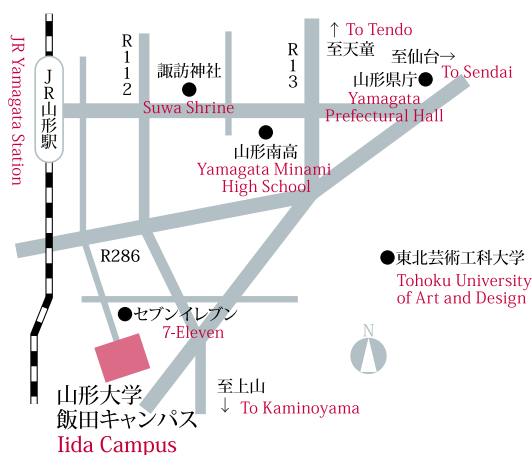 ↑ To Tendo
至天童
至仙台→
To Sendai
R112
R13
JR山形駅
JR Yamagata Station
諏訪神社
Suwa Shrine
山形県庁
Yamagata
Prefectural Hall
山形南高
Yamagata Minami
High School
R286
東北芸術工科大学
Tohoku University
of Art and Design
セブンイレブン
7-Eleven
N
山形大学
飯田キャンパス
Iida Campus
至上山
↓ To Kaminoyama